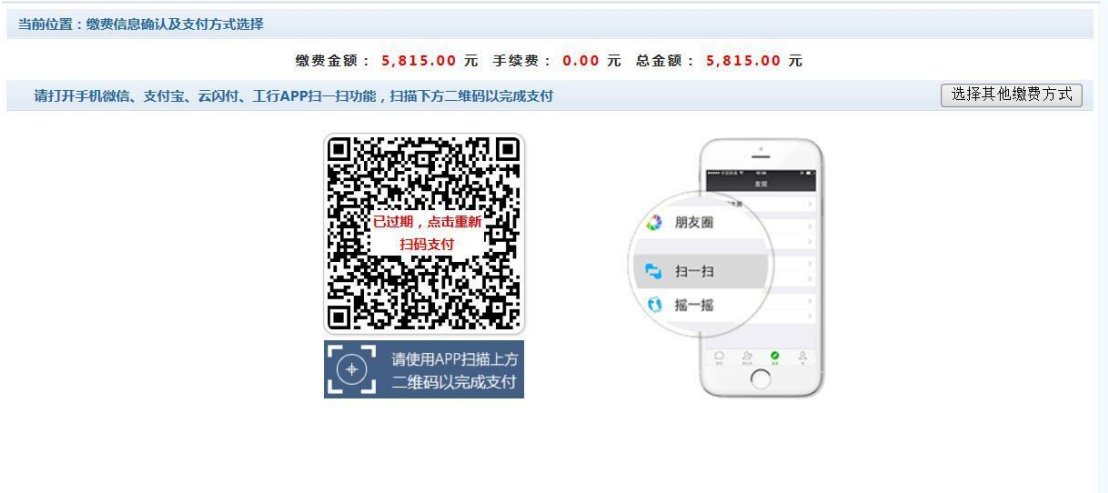 当前位置：缴费信息确认及支付方式选择
缴费金额： 5,815.00 元 手续费： 0.00 元 总金额： 5,815.00 元
请打开手机微信、支付宝、云闪付、工行APP扫一扫功能，扫描下方二维码以完成支付
选择其他缴费方式
已过期，点击重新
扫码支付
请使用APP扫描上方
二维码以完成支付
发现
朋友圈
扫一扫
摇一摇